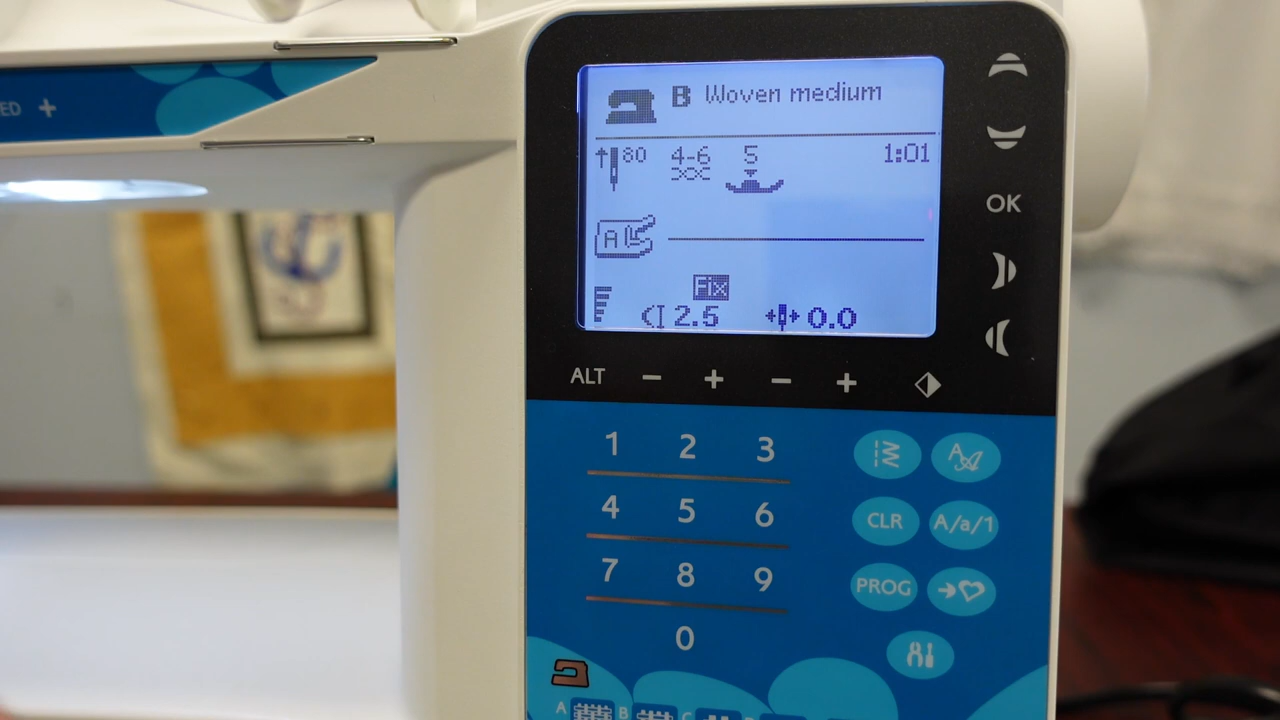 ED +
B Woven medium
80 4-6 5 1:01
A
Fix
2.5 0.0
OK
ALT − + − +
1 2 3
4 5 6
7 8 9
0
A
CLR A/a/1
PROG
A B C